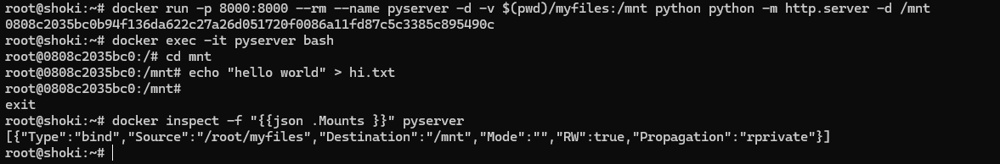 root@shoki:~# docker run -p 8000:8000 --rm --name pyserver -d -v $(pwd)/myfiles:/mnt python python -m http.server -d /mnt
0808c2035bc0b94f136da622c27a26d051720f0086a11fd87c5c3385c895490c
root@shoki:~# docker exec -it pyserver bash
root@0808c2035bc0:/# cd mnt
root@0808c2035bc0:/mnt# echo "hello world" > hi.txt
root@0808c2035bc0:/mnt#
exit
root@shoki:~# docker inspect -f "{{json .Mounts }}" pyserver
[{"Type":"bind","Source":"/root/myfiles","Destination":"/mnt","Mode":"","RW":true,"Propagation":"rprivate"}]
root@shoki:~#